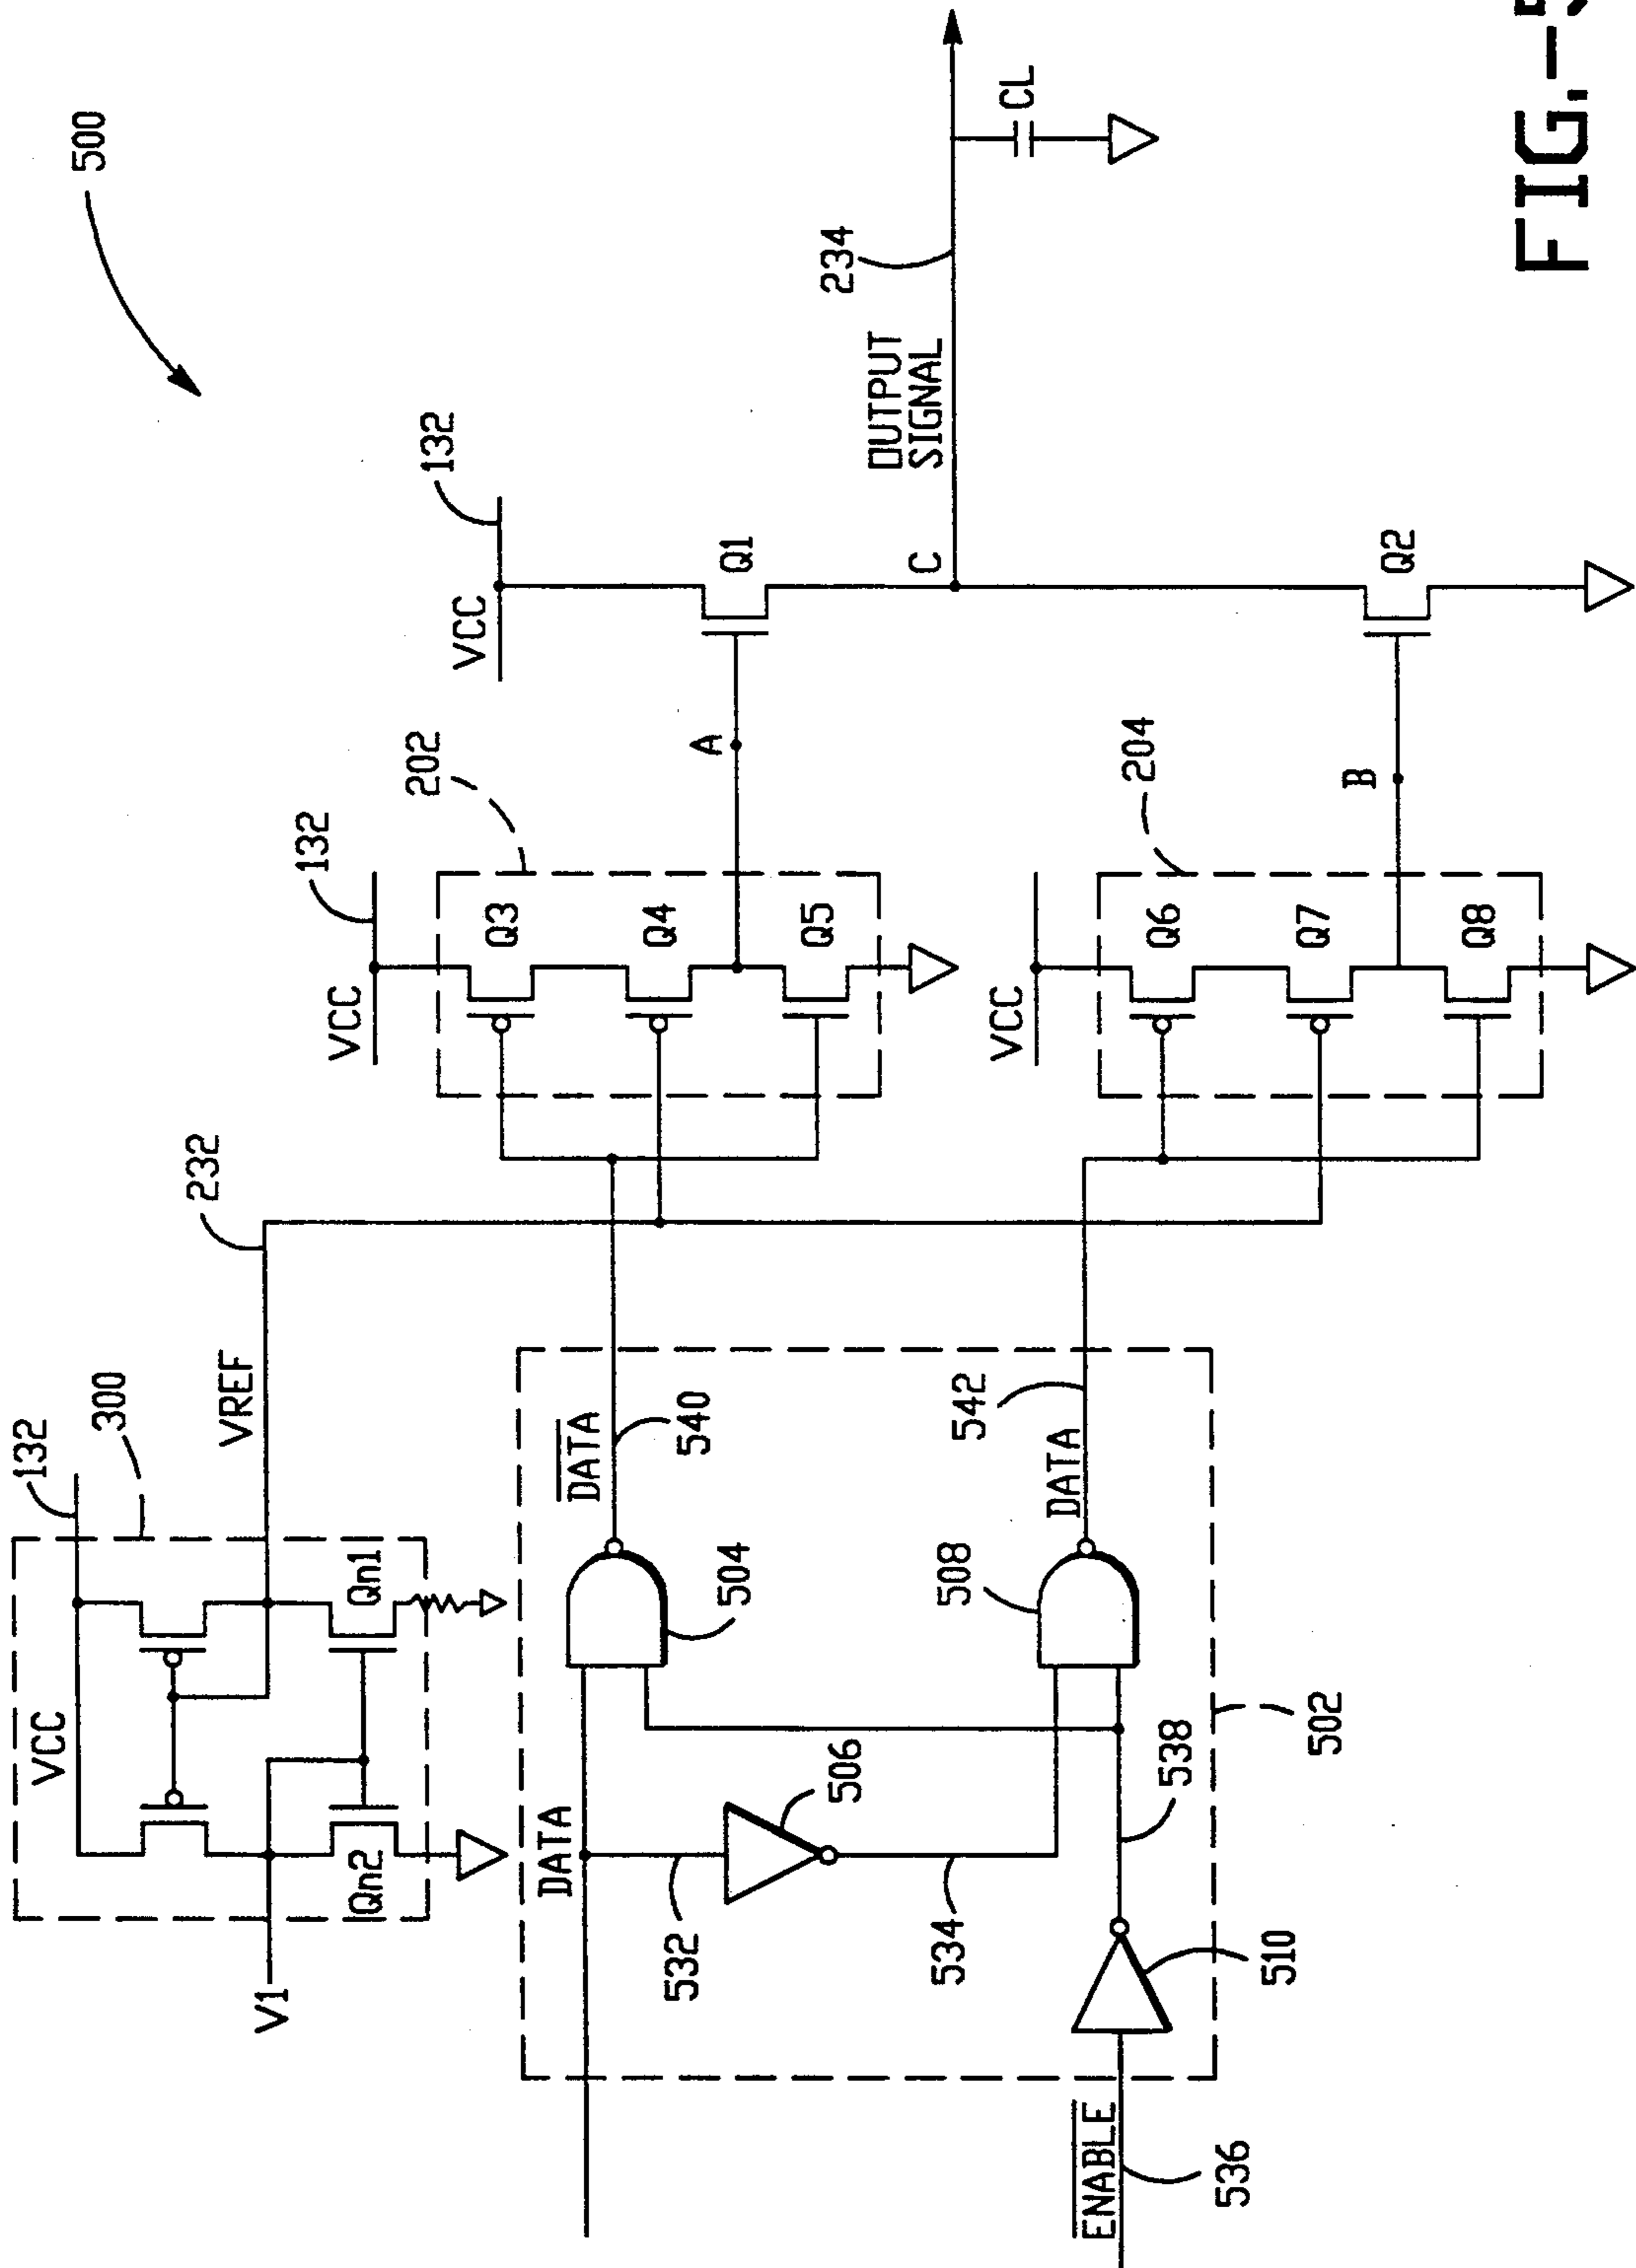 500
132
VCC
300
V1
VREF
232
Qn2
Qn1
132
VCC
202
132
VCC
Q3
Q4
Q5
A
Q1
DATA
532
506
504
DATA
540
OUTPUT
SIGNAL
234
C
CL
534
508
542
VCC
DATA
ENABLE
536
510
538
502
204
Q6
Q7
Q8
B
Q2
FIG.-